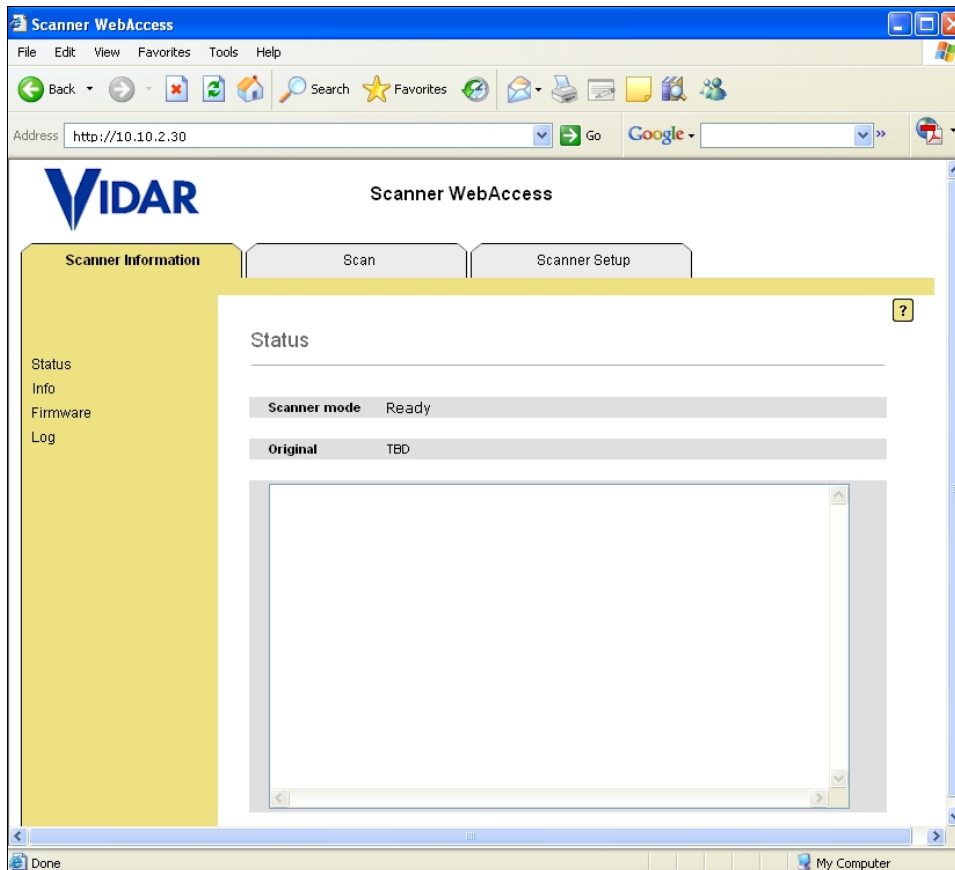 Scanner WebAccess
File Edit View Favorites Tools Help
Back Search Favorites
Address http://10.10.2.30 Go Google »
VIDAR
Scanner WebAccess
Scanner Information Scan Scanner Setup
?
Status
Status
Info
Firmware
Log
Scanner mode Ready
Original TBD
Done My Computer